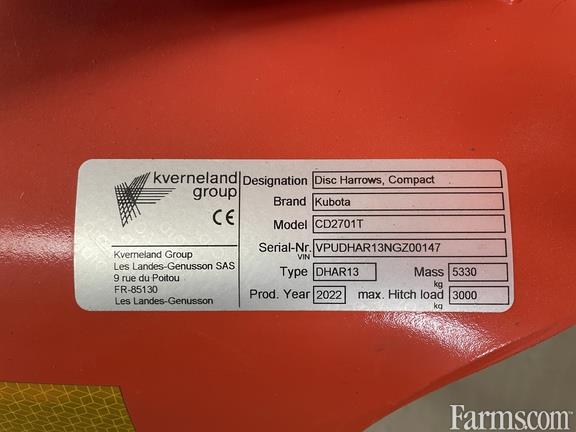 kverneland
group
CE
Kverneland Group
Les Landes-Genusson SAS
9 rue du Poitou
FR-85130
Les Landes-Genusson
Designation Disc Harrows, Compact
Brand Kubota
Model CD2701T
Serial-Nr. VPUDHAR13NGZ00147
VIN
Type DHAR13 Mass 5330
kg
Prod. Year 2022 max. Hitch load 3000
kg
Farms.com